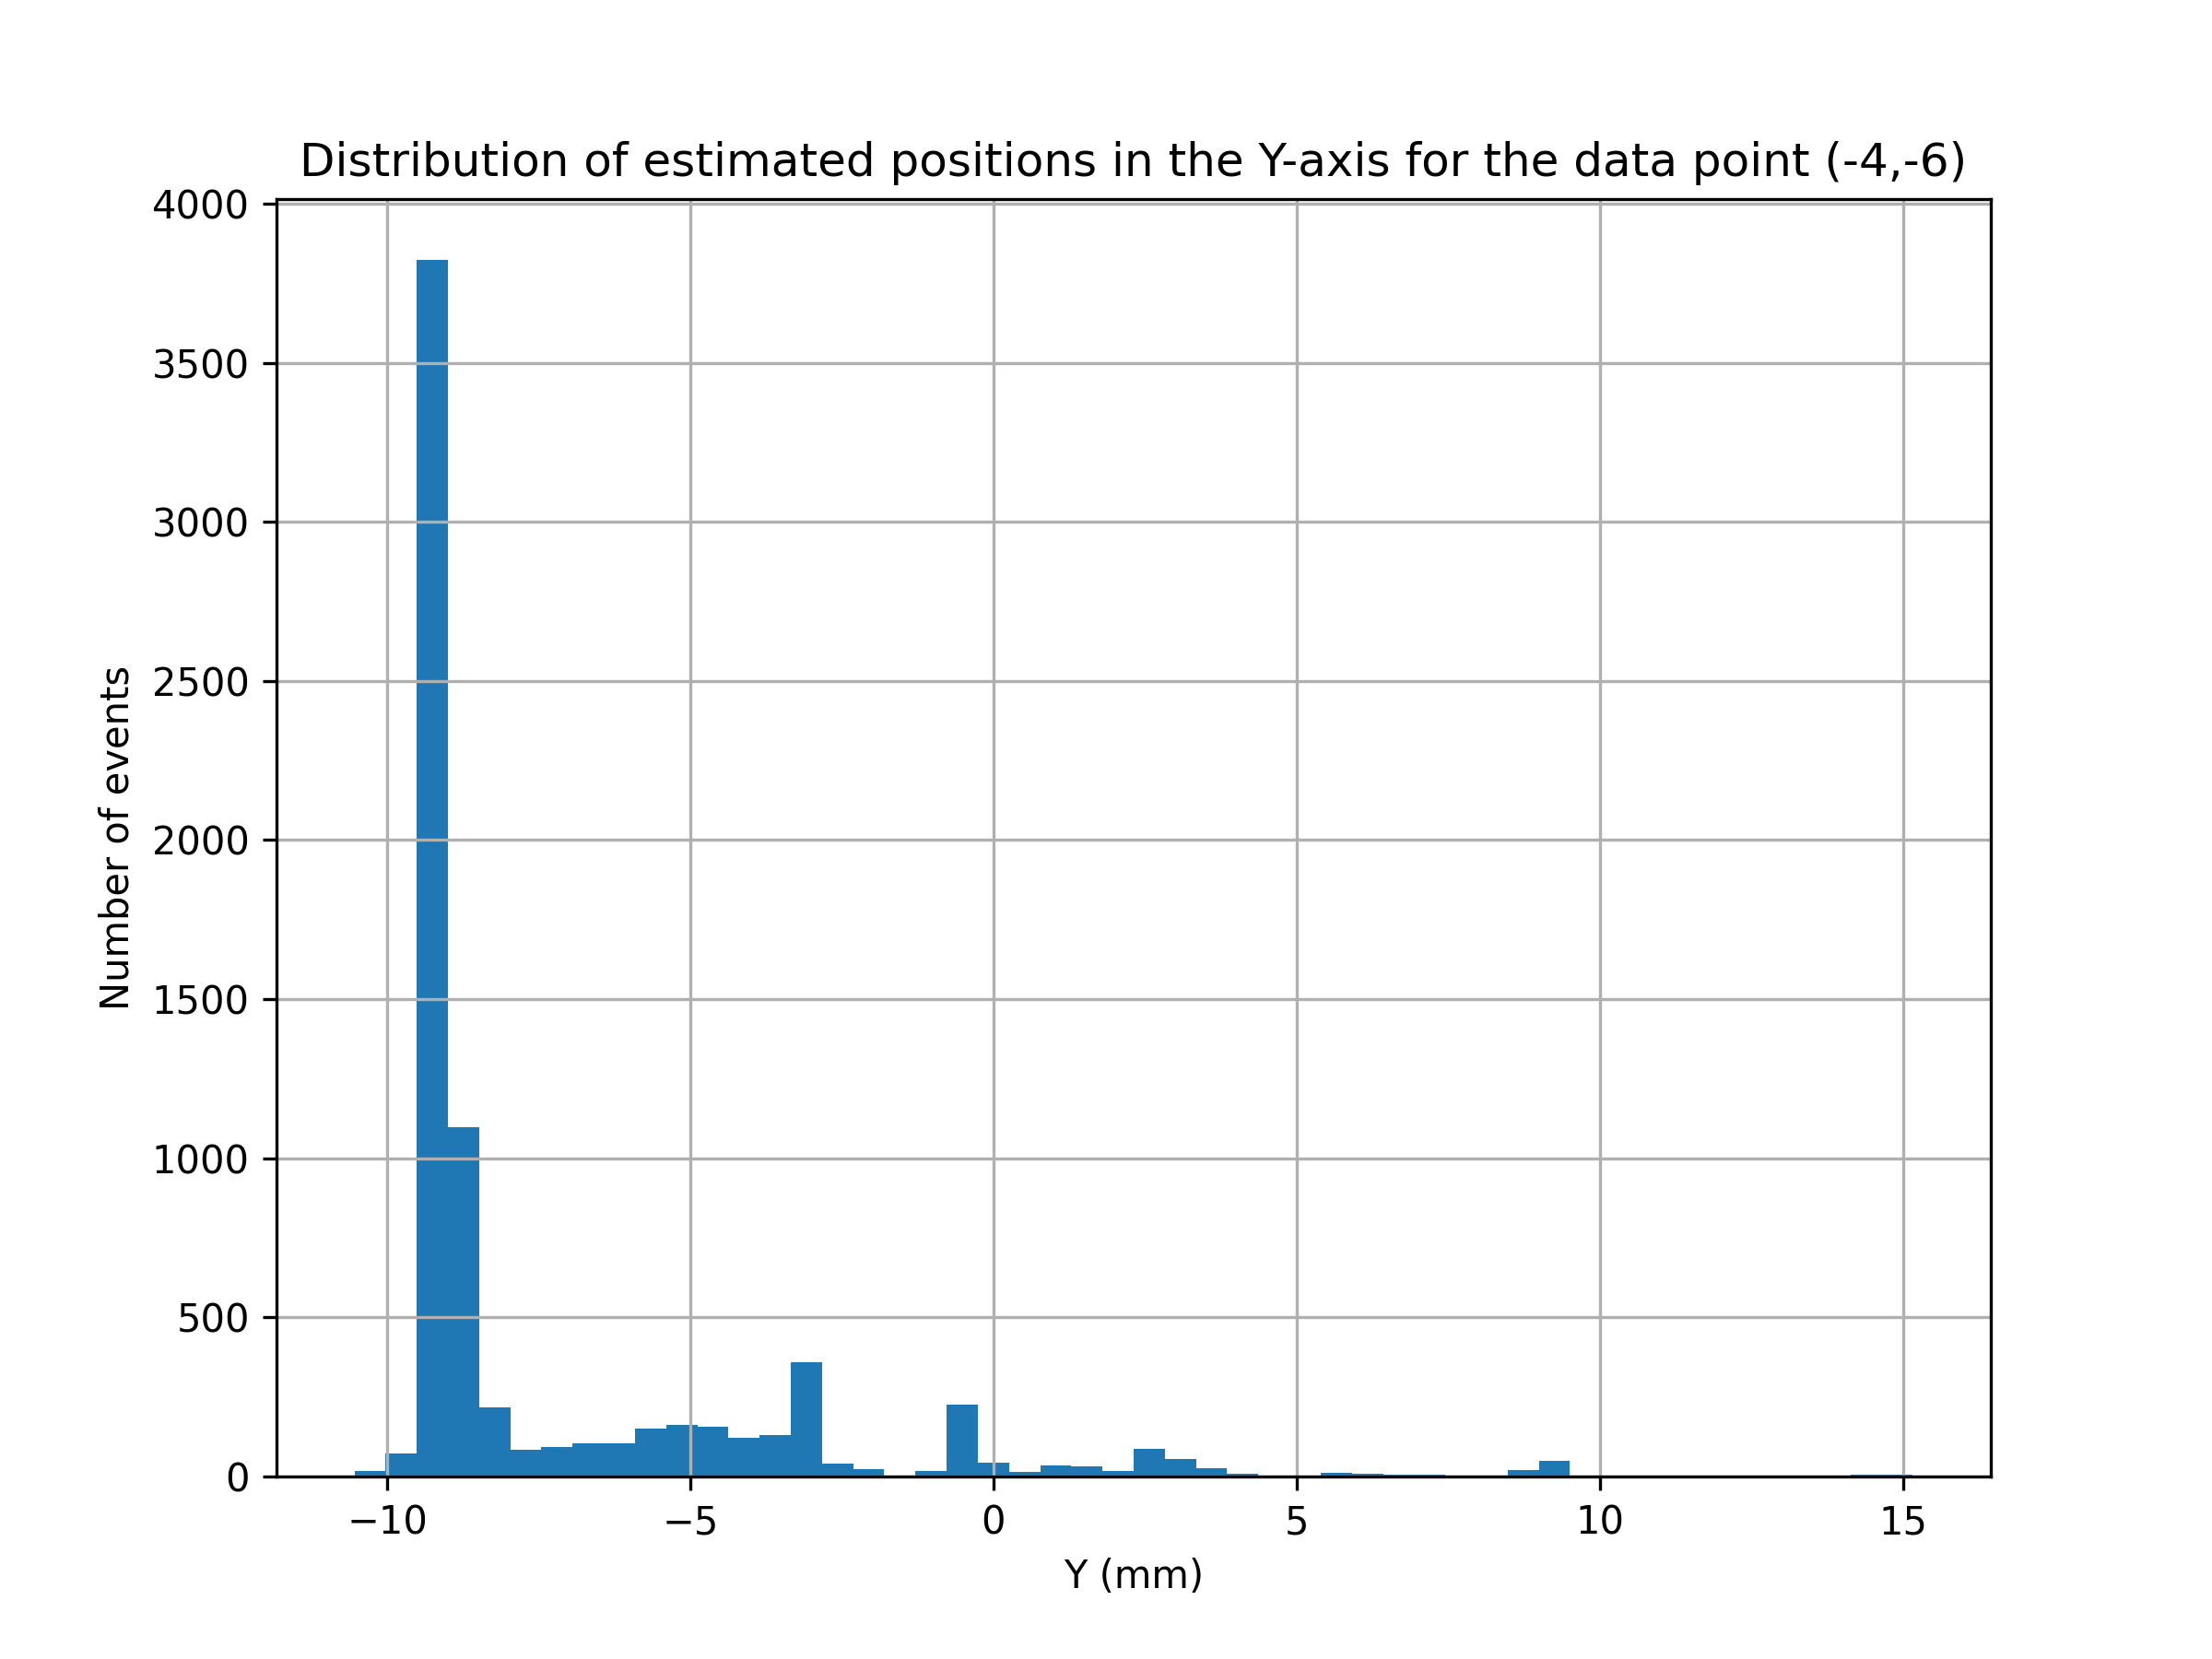 Distribution of estimated positions in the Y-axis for the data point (-4,-6)
4000
3500
3000
2500
2000
1500
1000
500
0
Number of events
−10 −5 0 5 10 15
Y (mm)